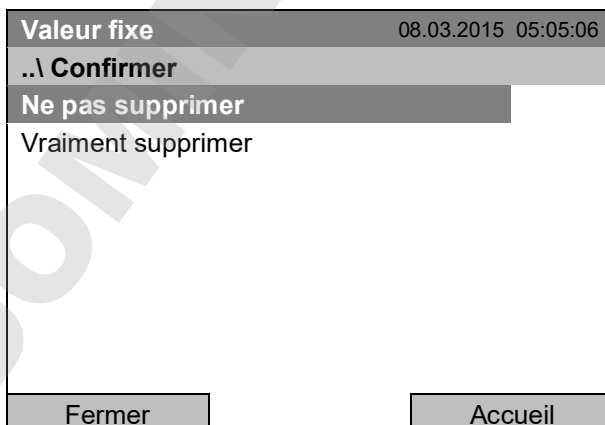 Valeur fixe 08.03.2015 05:05:06
..\ Confirmer
Ne pas supprimer
Vraiment supprimer
Fermer Accueil